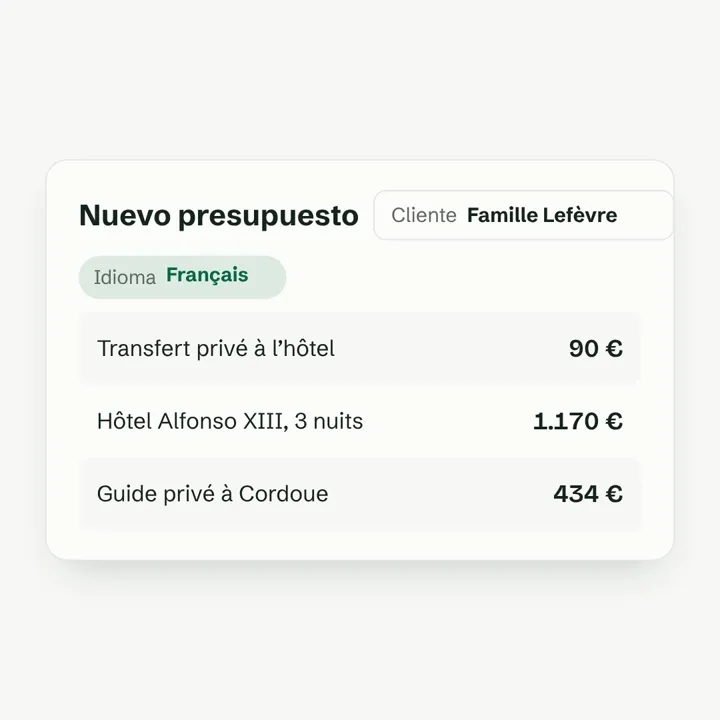 Nuevo presupuesto Cliente Famille Lefèvre
Idioma Français
Transfert privé à l’hôtel 90 €
Hôtel Alfonso XIII, 3 nuits 1.170 €
Guide privé à Cordoue 434 €